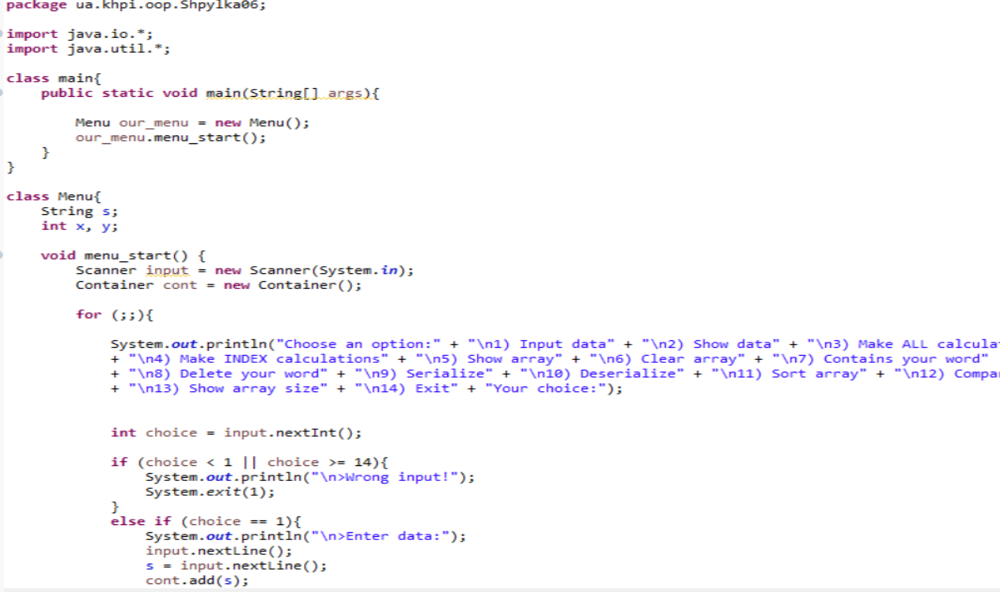 package ua.khpi.oop.Shpylka06;
import java.io.*;
import java.util.*;
class main{
public static void main(String[] args){
Menu our_menu = new Menu();
our_menu.menu_start();
}
}
class Menu{
String s;
int x, y;
void menu_start() {
Scanner input = new Scanner(System.in);
Container cont = new Container();
for (;;){
System.out.println("Choose an option:" + "\n1) Input data" + "\n2) Show data" + "\n3) Make ALL
+ "\n4) Make INDEX calculations" + "\n5) Show array" + "\n6) Clear array" + "\n7) Contains your word"
+ "\n8) Delete your word" + "\n9) Serialize" + "\n10) Deserialize" + "\n11) Sort array" + "\n12)
+ "\n13) Show array size" + "\n14) Exit" + "Your choice:");
int choice = input.nextInt();
if (choice < 1 || choice >= 14){
System.out.println("\n>Wrong input!");
System.exit(1);
}
else if (choice == 1){
System.out.println("\n>Enter data:");
input.nextLine();
s = input.nextLine();
cont.add(s);